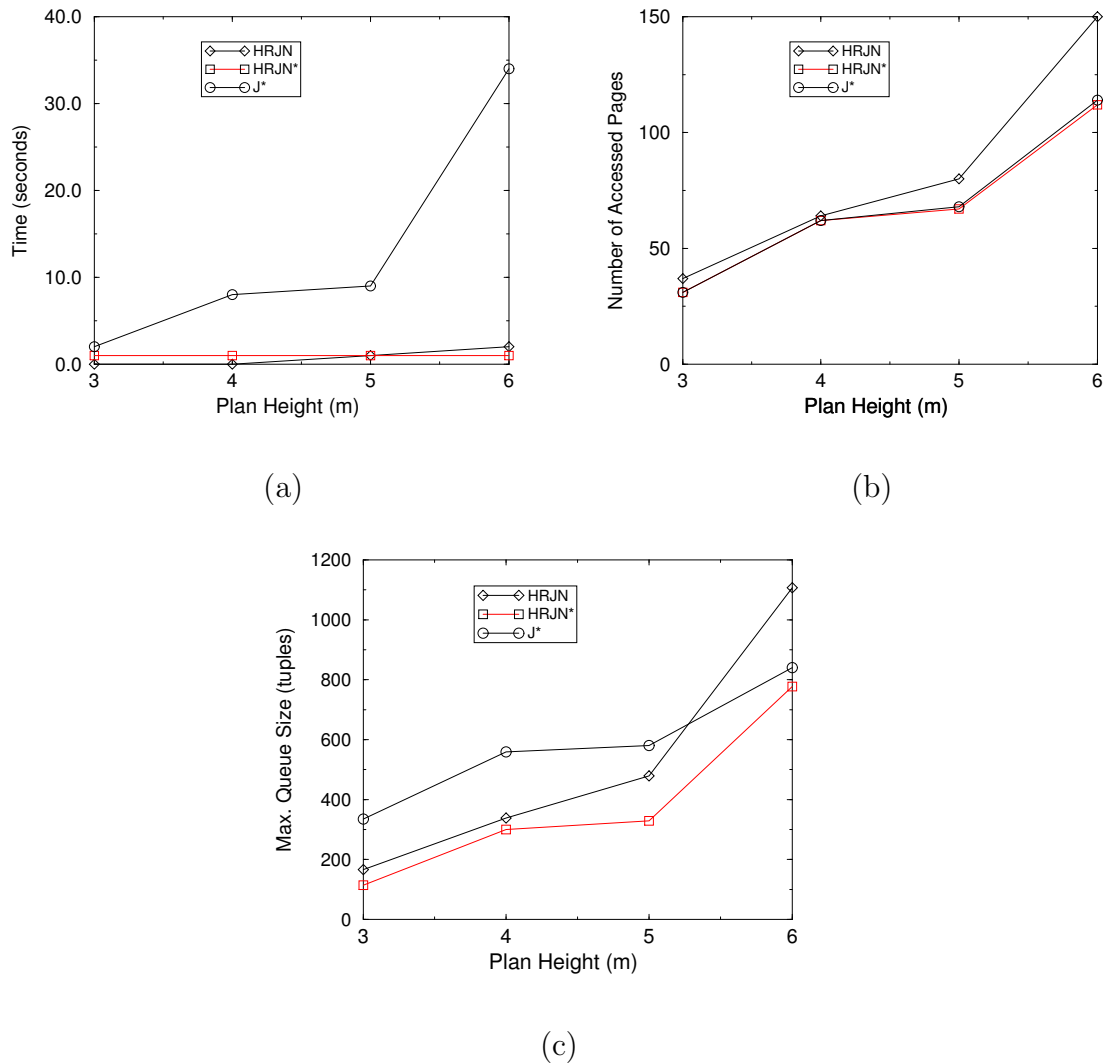 40.0
30.0
20.0
10.0
0.0
Time (seconds)
HRJN
HRJN*
J*
3 4 5 6
Plan Height (m)
(a)
150
100
50
0
Number of Accessed Pages
HRJN
HRJN*
J*
3 4 5 6
Plan Height (m)
(b)
1200
1000
800
600
400
200
0
Max. Queue Size (tuples)
HRJN
HRJN*
J*
3 4 5 6
Plan Height (m)
(c)